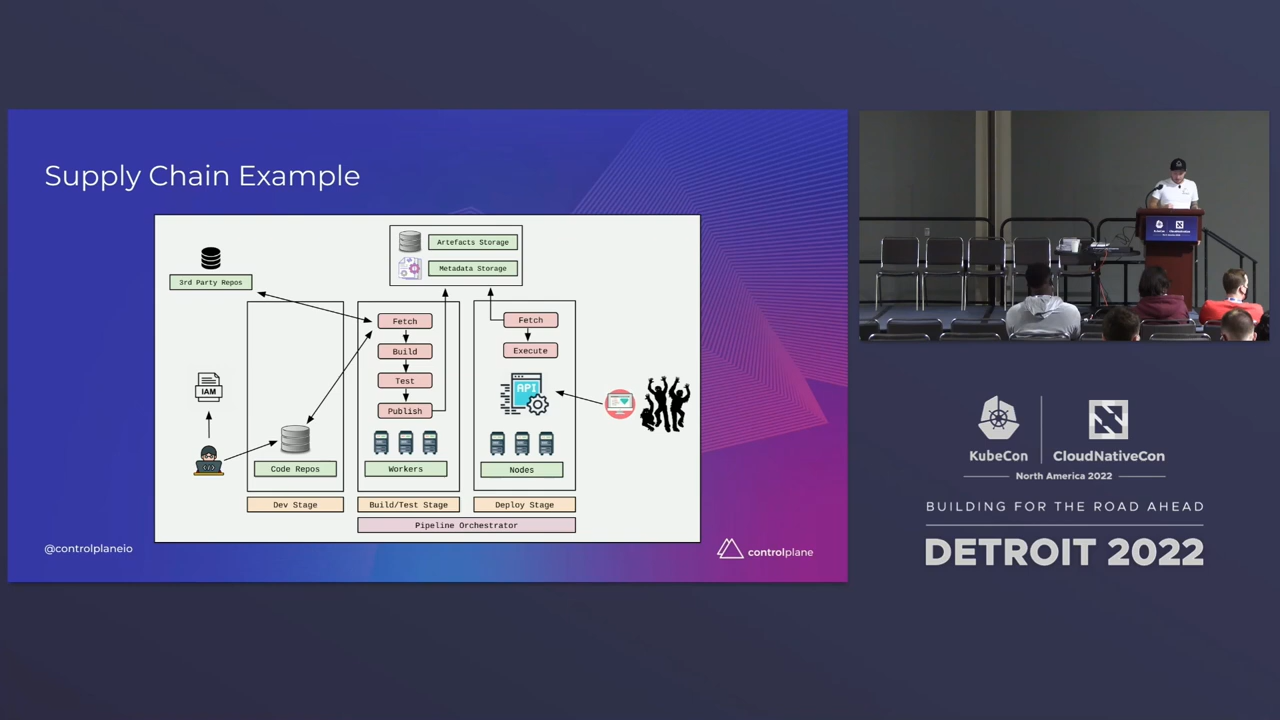 Supply Chain Example
Artefacts Storage
Metadata Storage
3rd Party Repos
Fetch
Build
Test
Publish
Fetch
Execute
API
IAM
Code Repos
Workers
Nodes
Dev Stage
Build/Test Stage
Deploy Stage
Pipeline Orchestrator
@controlplaneio
controlplane
KubeCon
CloudNativeCon
KubeCon
CloudNativeCon
North America 2022
BUILDING FOR THE ROAD AHEAD
DETROIT 2022